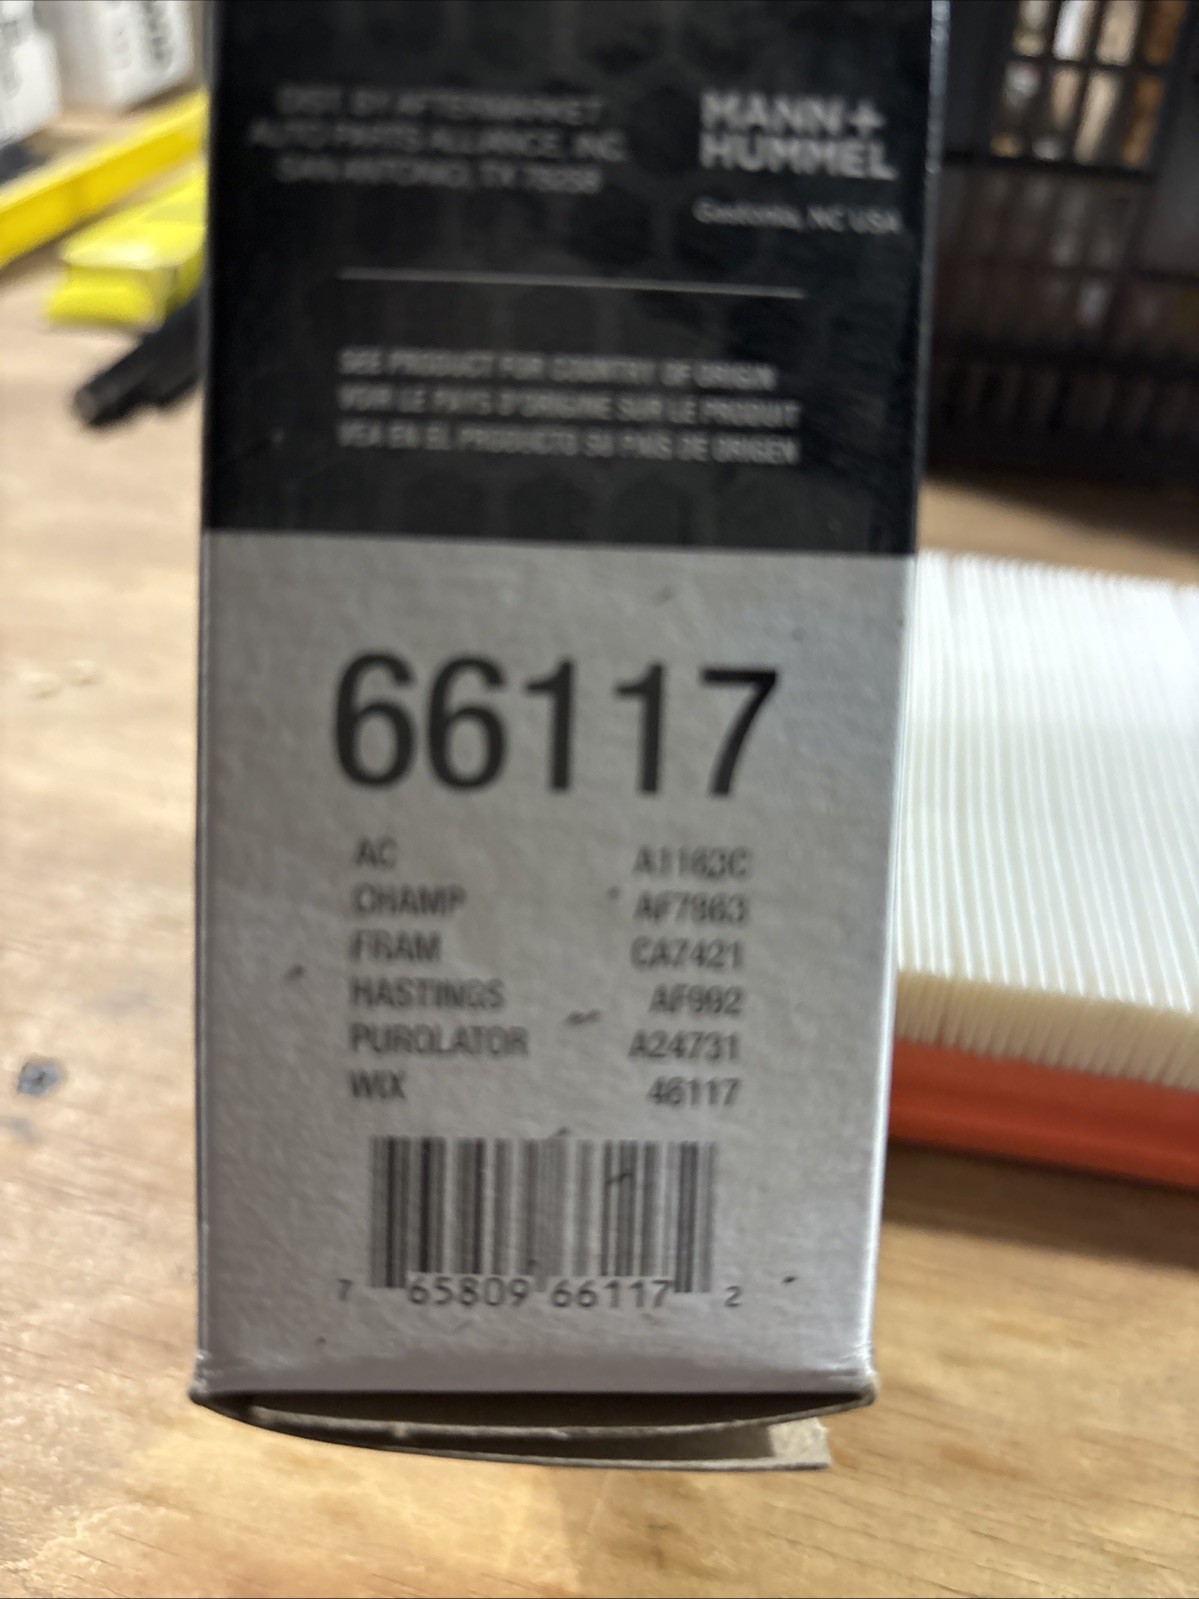 DIST. BY AFTERMARKET
AUTO PARTS ALLIANCE, INC.
SAN ANTONIO, TX
MANN+
HUMMEL
Gastonia, NC USA
SEE PRODUCT FOR COUNTRY OF ORIGIN
VOIR LE PAYS D'ORIGINE SUR LE PRODUIT
VEA EN EL PRODUCTO SU PAÍS DE ORIGEN
66117
AC A1163C
CHAMP
FRAM CA7421
HASTINGS AF992
PUROLATOR A24731
WIX 46117
7 65809 66117 2